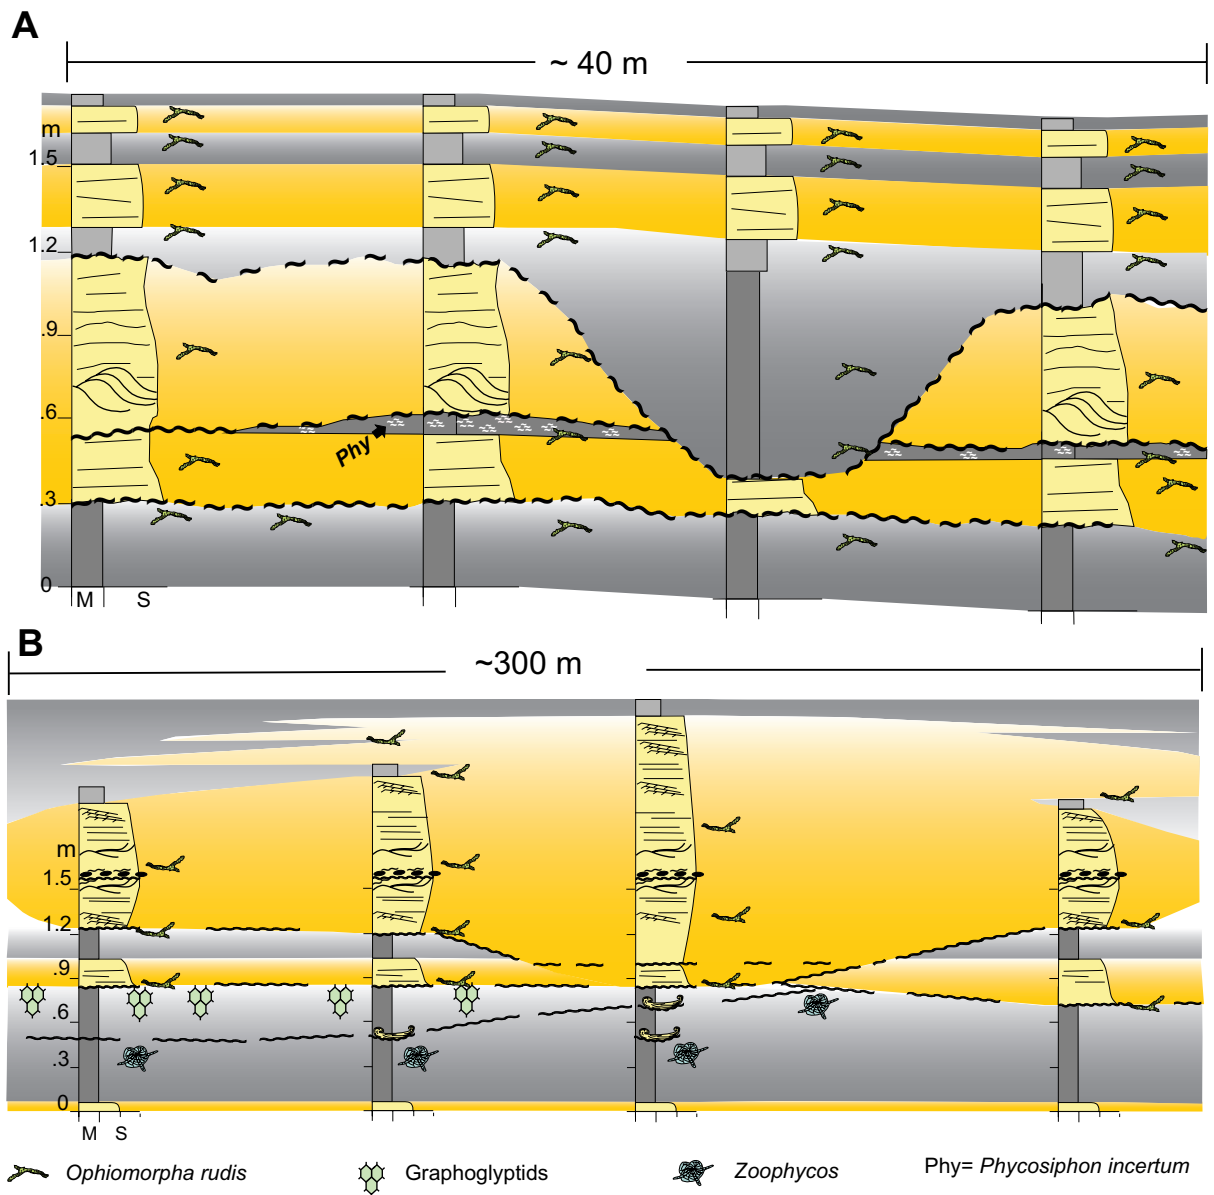 A
~ 40 m
m
1.5
1.2
.9
.6
Phy
.3
0
M S
B
~300 m
m
1.5
1.2
.9
.6
.3
0
M S
Ophiomorpha rudis
Graphoglyptids
Zoophycos
Phy= Phycosiphon incertum